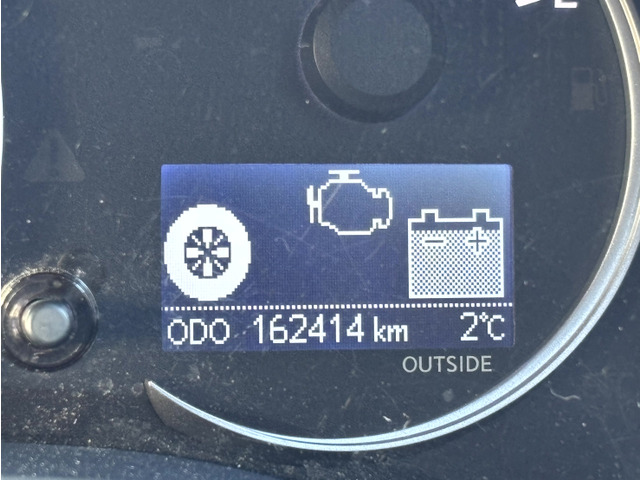 E
− +
ODO 162414 km 2°C
OUTSIDE